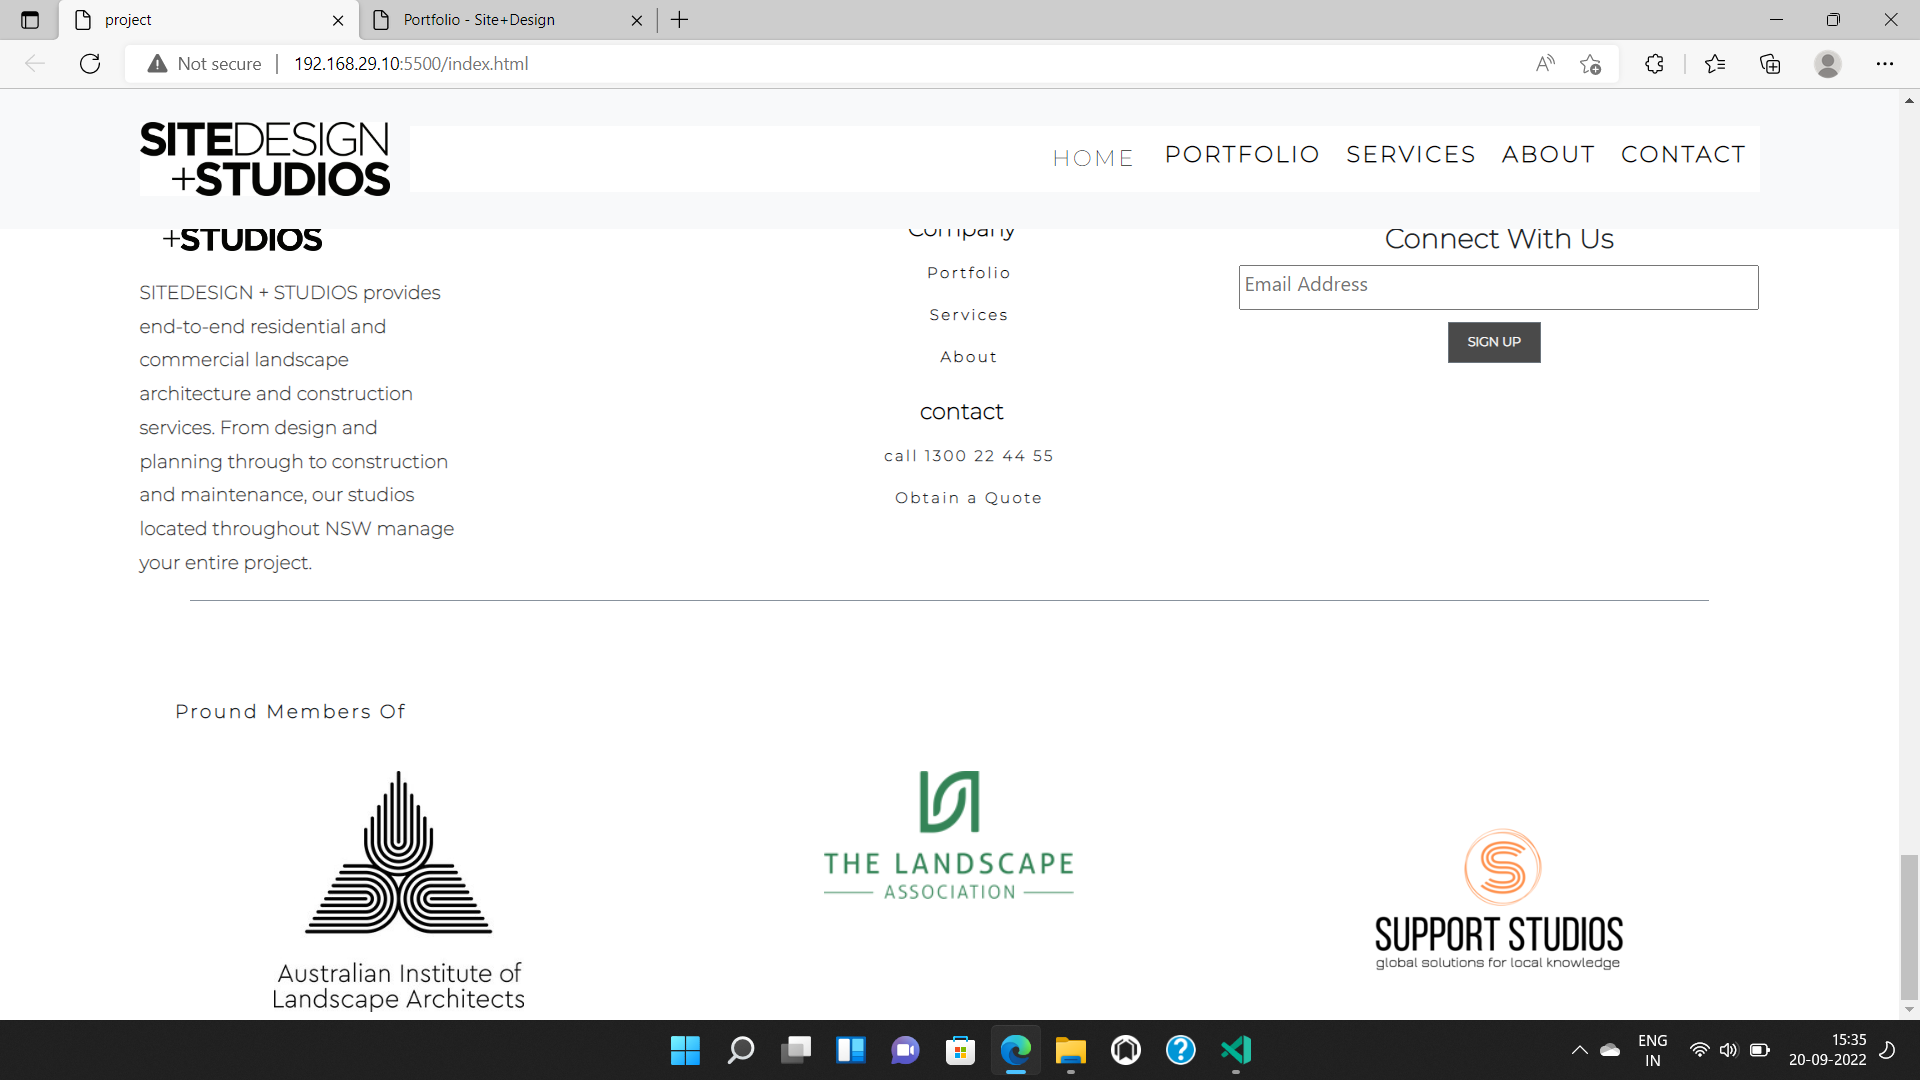 project
Portfolio - Site+Design
Not secure
192.168.29.10:5500/index.html
SITEDESIGN
+STUDIOS
HOME PORTFOLIO SERVICES ABOUT CONTACT
+STUDIOS
SITEDESIGN + STUDIOS provides
end-to-end residential and
commercial landscape
architecture and construction
services. From design and
planning through to construction
and maintenance, our studios
located throughout NSW manage
your entire project.
Company
Portfolio
Services
About
contact
call 1300 22 44 55
Obtain a Quote
Connect With Us
Email Address
SIGN UP
Pround Members Of
Australian Institute of
Landscape Architects
THE LANDSCAPE
ASSOCIATION
SUPPORT STUDIOS
global solutions for local knowledge
ENG
IN
15:35
20-09-2022